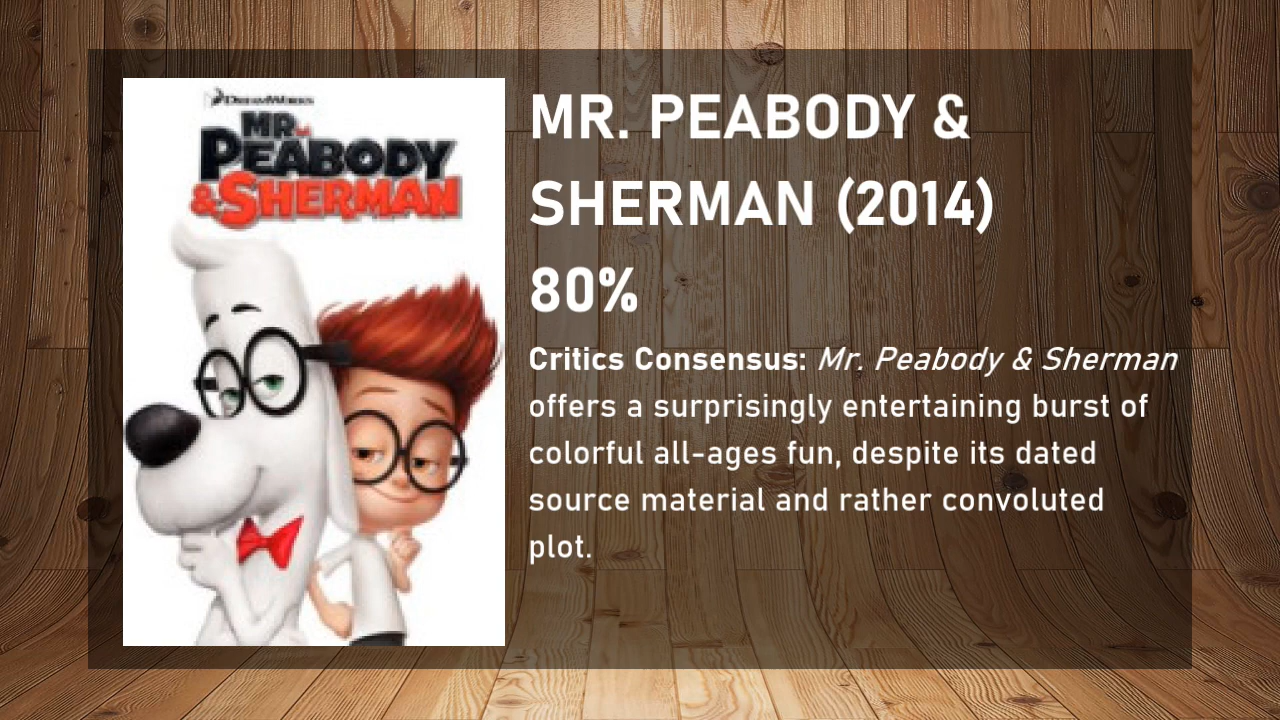 DreamWorks
MR.
PEABODY
&SHERMAN
MR. PEABODY &
SHERMAN (2014)
80%
Critics Consensus: Mr. Peabody & Sherman
offers a surprisingly entertaining burst of
colorful all-ages fun, despite its dated
source material and rather convoluted
plot.